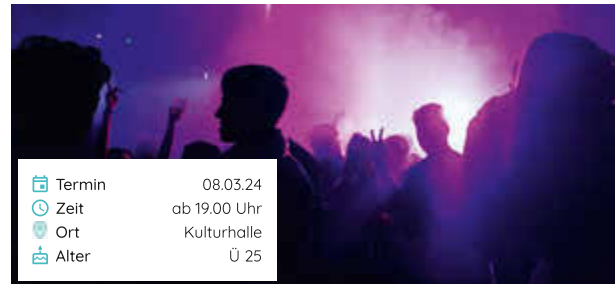 Termin 08.03.24
Zeit ab 19.00 Uhr
Ort Kulturhalle
Alter Ü 25